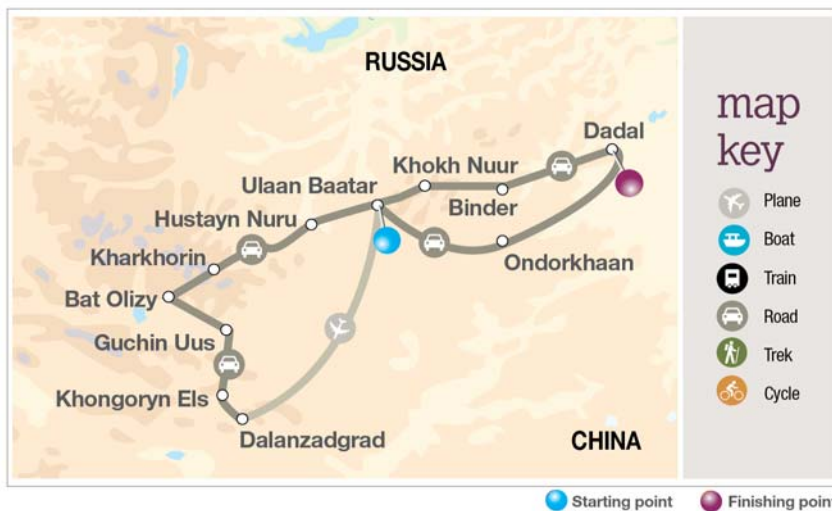 RUSSIA
Dadal
Khokh Nuur
Ulaan Baatar
Binder
Hustayn Nuru
Ondorkhaan
Kharkhorin
Bat Olizy
Guchin Uus
Khongoryn Els
Dalanzadgrad
CHINA
map
key
Plane
Boat
Train
Road
Trek
Cycle
Starting point
Finishing point